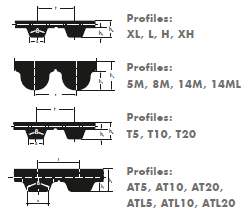 Profiles:
XL, L, H, XH
Profiles:
5M, 8M, 14M, 14ML
Profiles:
T5, T10, T20
Profiles:
AT5, AT10, AT20,
ATL5, ATL10, ATL20